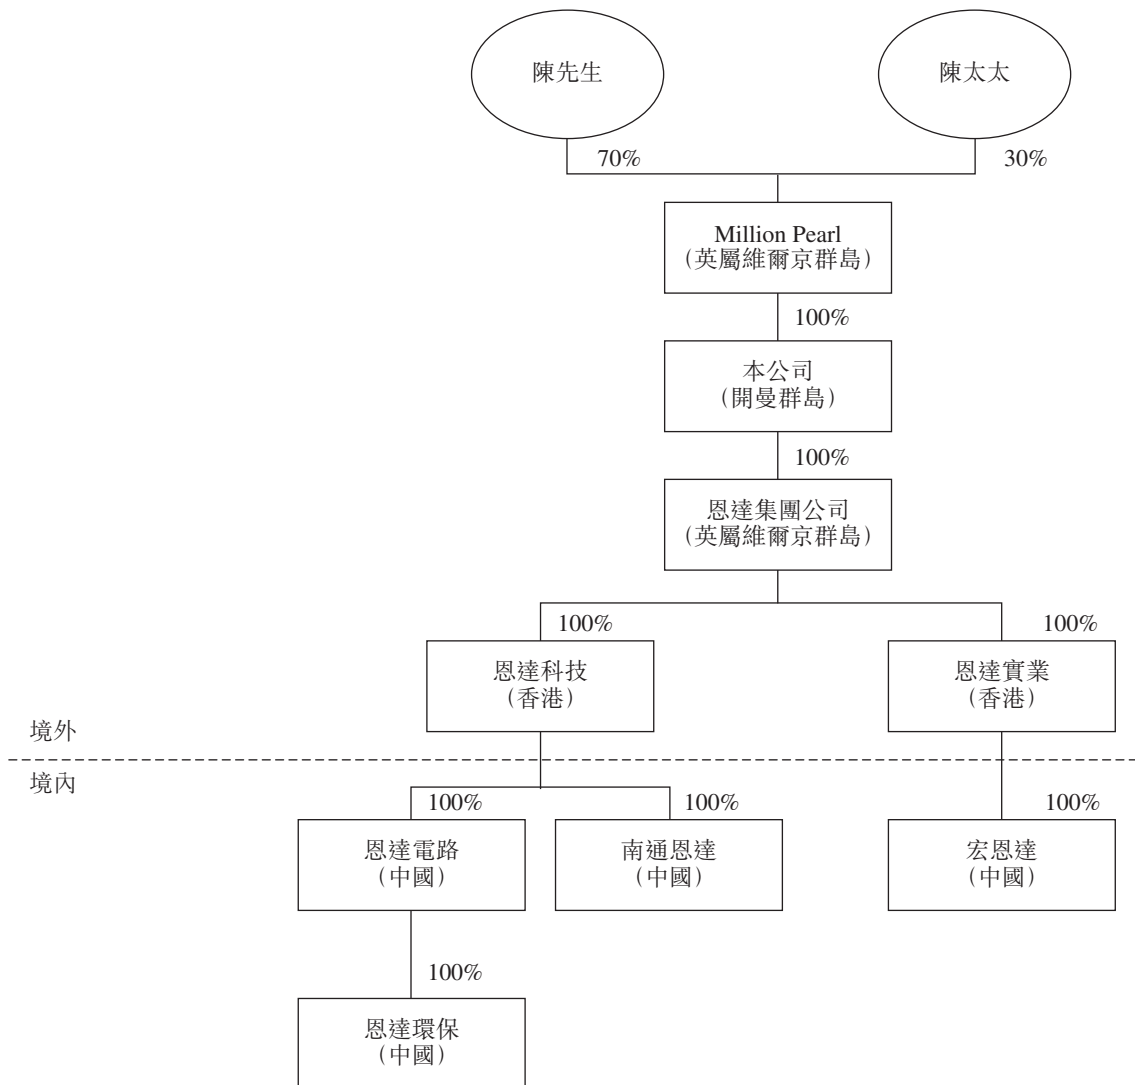 陳先生
陳太太
70%
30%
Million Pearl
（英屬維爾京群島）
100%
本公司
（開曼群島）
100%
恩達集團公司
（英屬維爾京群島）
100%
100%
恩達科技
（香港）
恩達實業
（香港）
境外
境內
100%
100%
100%
恩達電路
（中國）
南通恩達
（中國）
宏恩達
（中國）
100%
恩達環保
（中國）